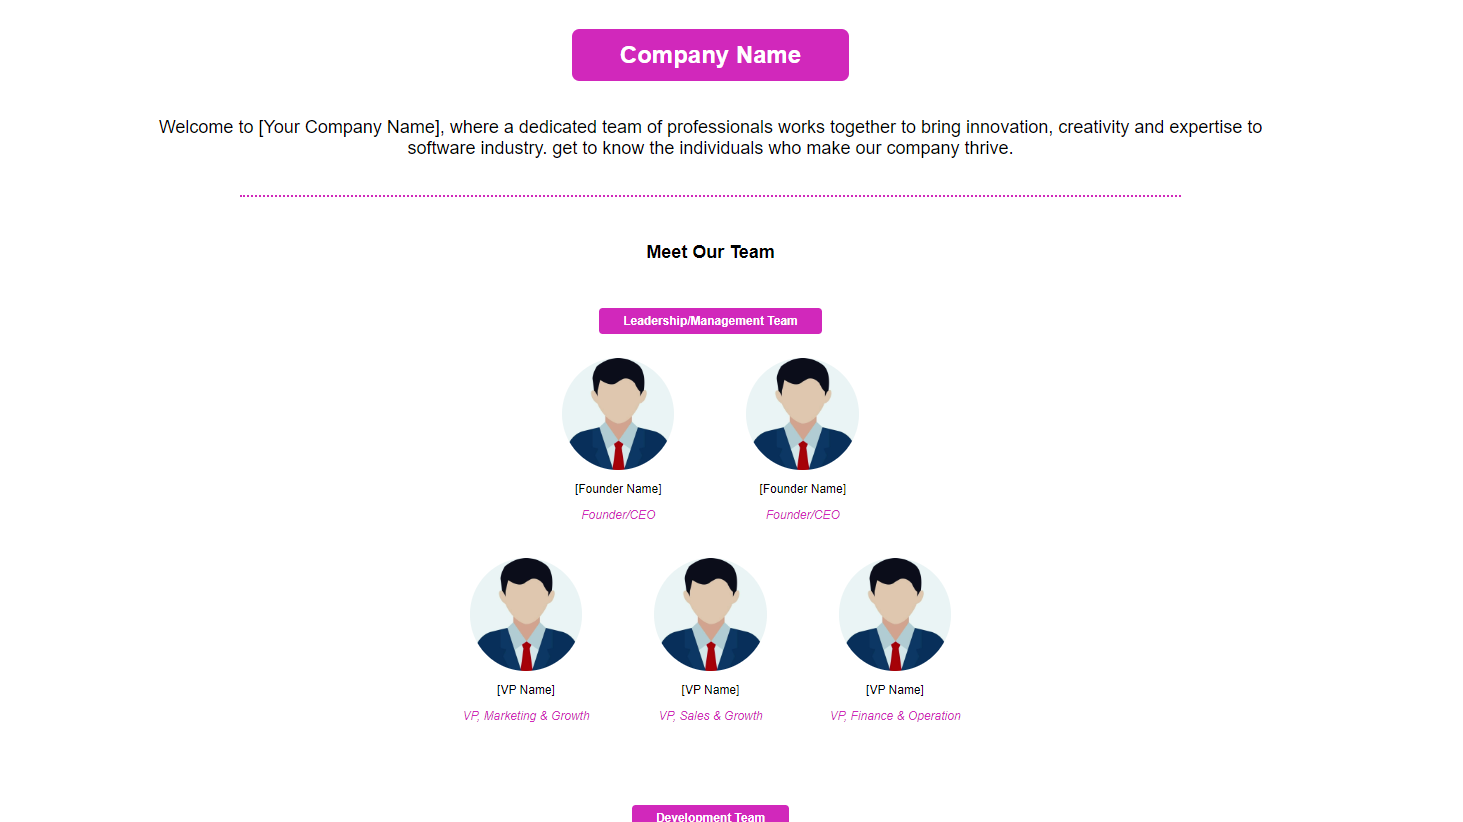 Company Name
Welcome to [Your Company Name], where a dedicated team of professionals works together to bring innovation, creativity and expertise to
software industry. get to know the individuals who make our company thrive.
Meet Our Team
Leadership/Management Team
[Founder Name] [Founder Name]
Founder/CEO Founder/CEO
[VP Name] [VP Name] [VP Name]
VP, Marketing & Growth VP, Sales & Growth VP, Finance & Operation
Development Team